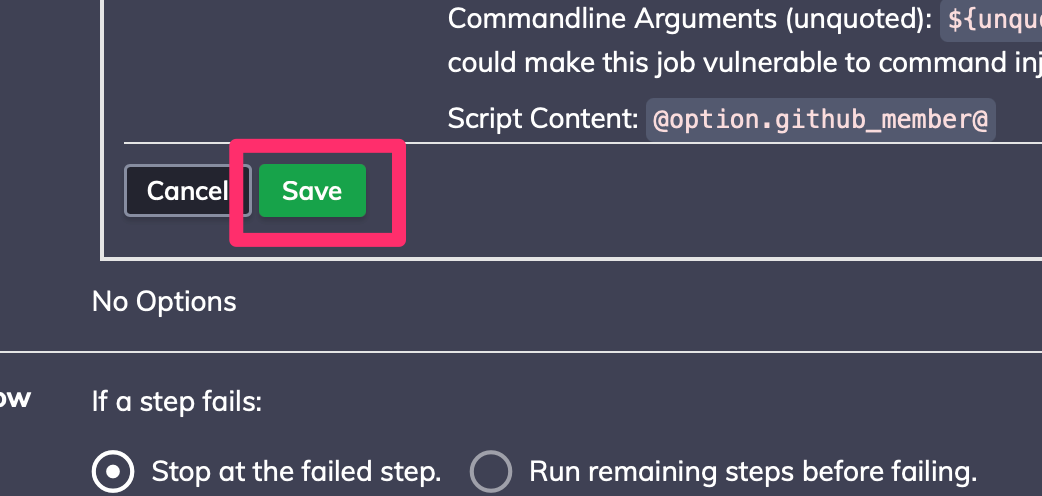 Commandline Arguments (unquoted): ${unqu
could make this job vulnerable to command inj
Script Content: @option.github_member@
Cancel Save
No Options
ow If a step fails:
Stop at the failed step. Run remaining steps before failing.